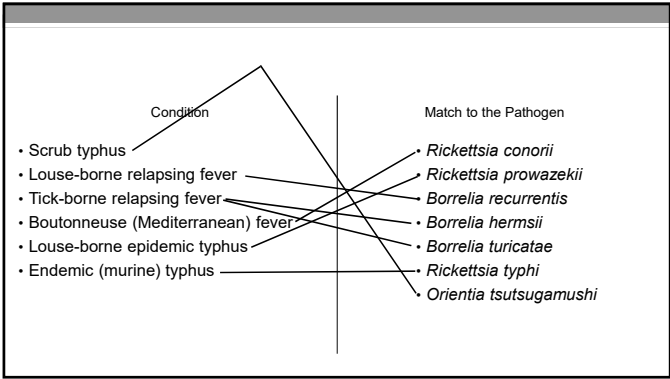 Condition
• Scrub typhus
• Louse-borne relapsing fever
• Tick-borne relapsing fever
• Boutonneuse (Mediterranean) fever
• Louse-borne epidemic typhus
• Endemic (murine) typhus
Match to the Pathogen
• Rickettsia conorii
• Rickettsia prowazekii
• Borrelia recurrentis
• Borrelia hermsii
• Borrelia turicatae
• Rickettsia typhi
• Orientia tsutsugamushi